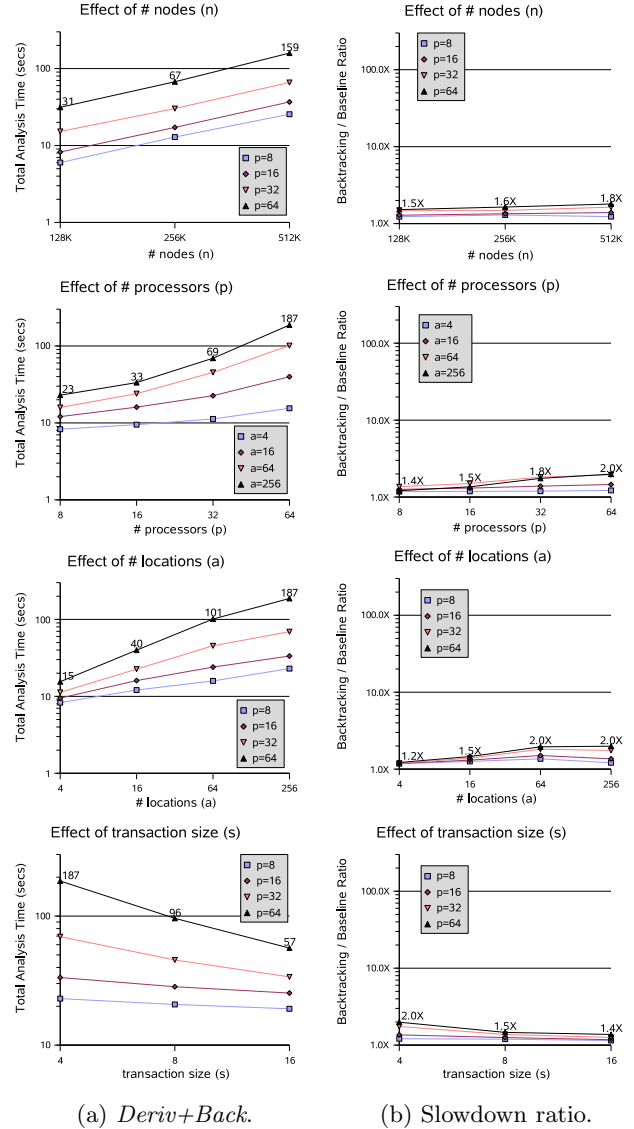 Effect of # nodes (n)
Total Analysis Time (secs)
100
10
1
31
67
159
p=8
p=16
p=32
p=64
128K
256K
512K
# nodes (n)
Effect of # nodes (n)
Backtracking / Baseline Ratio
100.0X
10.0X
1.0X
p=8
p=16
p=32
p=64
1.5X
1.6X
1.8X
128K
256K
512K
# nodes (n)
Effect of # processors (p)
Total Analysis Time (secs)
100
10
1
23
33
69
187
a=4
a=16
a=64
a=256
8
16
32
64
# processors (p)
Effect of # processors (p)
Backtracking / Baseline Ratio
100.0X
10.0X
1.0X
a=4
a=16
a=64
a=256
1.4X
1.5X
1.8X
2.0X
8
16
32
64
# processors (p)
Effect of # locations (a)
Total Analysis Time (secs)
100
10
1
15
40
101
187
p=8
p=16
p=32
p=64
4
16
64
256
# locations (a)
Effect of # locations (a)
Backtracking / Baseline Ratio
100.0X
10.0X
1.0X
p=8
p=16
p=32
p=64
1.2X
1.5X
2.0X
2.0X
4
16
64
256
# locations (a)
Effect of transaction size (s)
Total Analysis Time (secs)
100
10
187
96
57
p=8
p=16
p=32
p=64
4
8
16
transaction size (s)
Effect of transaction size (s)
Backtracking / Baseline Ratio
100.0X
10.0X
1.0X
p=8
p=16
p=32
p=64
2.0X
1.5X
1.4X
4
8
16
transaction size (s)
(a) Deriv+Back.
(b) Slowdown ratio.